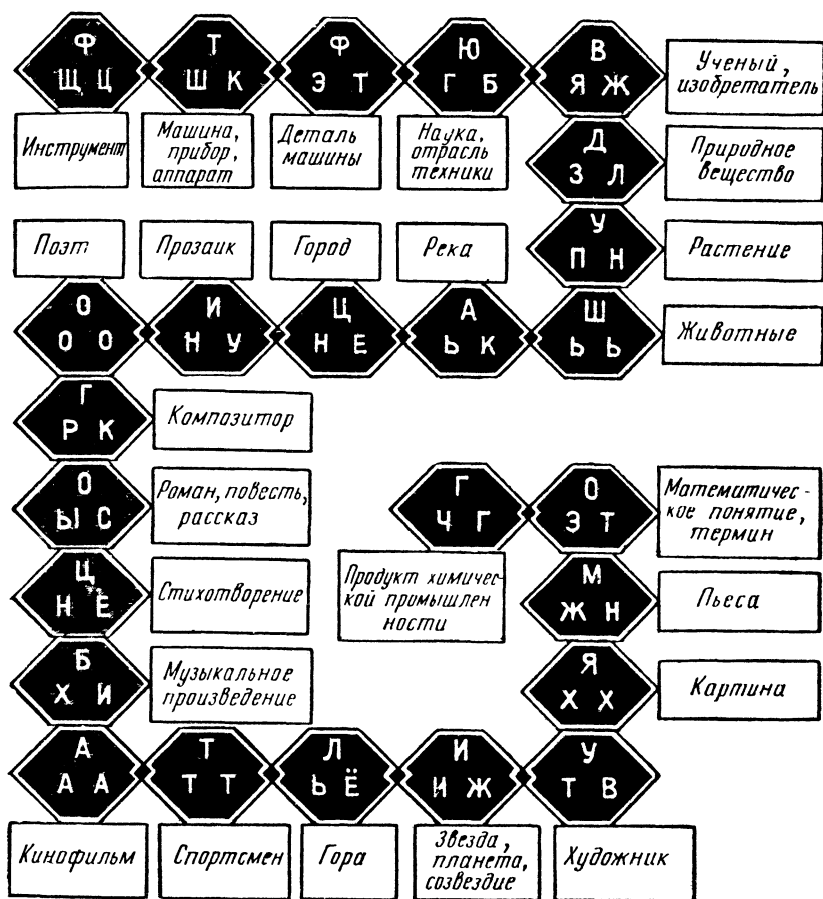 Ф Т Ф Ю В
Щ Ц Ш К Э Т Г Б Я Ж
Ученый,
изобретатель
Инструмент
Машина,
прибор,
аппарат
Деталь
машины
Наука,
отрасль
техники
Д
З Л
Природное
вещество
У
П Н
Растение
Поэт
Прозаик
Город
Река
О И Ц А Ш
О О Н У Н Е Ь К Ь Ь
Животные
Г
Р К
Композитор
О
Ы С
Роман, повесть,
рассказ
Г О
Ч Г Э Т
Математичес-
кое понятие,
термин
Продукт химичес-
кой промышлен
ности
Ц
Н Е
Стихотворение
М
Ж Н
Пьеса
Б
Х И
Музыкальное
произведение
Я
Х Х
Картина
А Т Л И У
А А Т Т Ь Ё И Ж Т В
Кинофильм
Спортсмен
Гора
Звезда,
планета,
созвездие
Художник